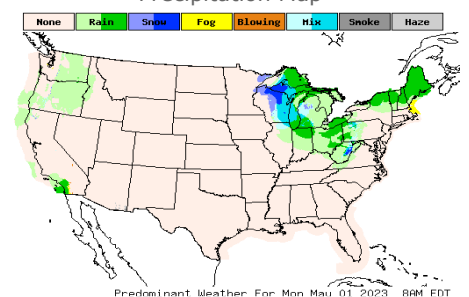 Precipitation Map
None Rain Snow Fog Blowing Mix Smoke Haze
Predominant Weather For Mon May 01 2023 8AM EDT